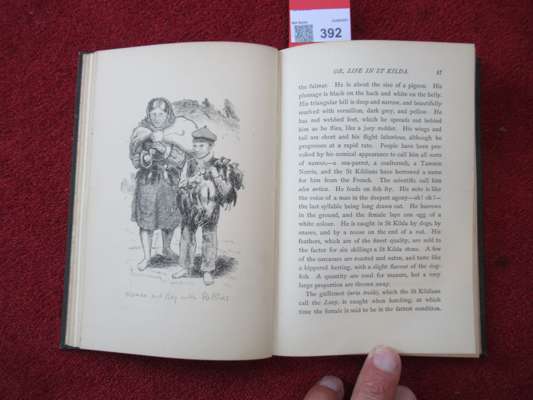 392
Woman and Boy with Puffins
OR, LIFE IN ST KILDA.
47
the fulmar. He is about the size of a pigeon. His
plumage is black on the back and white on the belly.
His triangular bill is deep and narrow, and beautifully
marked with vermilion, dark grey, and yellow. He
has red webbed feet, which he spreads out behind
him as he flies, like a jury rudder. His wings and
tail are short and his flight laborious, although he
progresses at a rapid rate. People have been pro-
voked by his comical appearance to call him all sorts
of names,—a sea-parrot, a coulterneb, a Tammie
Norrie, and the St Kildians have borrowed a name
for him from the French. The scientific call him
alca arctica. He feeds on fish fry. His note is like
the voice of a man in the deepest agony—oh! oh!—
the last syllable being long drawn out. He burrows
in the ground, and the female lays one egg of a
white colour. He is caught in St Kilda by dogs by
snares, and by a noose on the end of a rod. His
feathers, which are of the finest quality, are sold to
the factor for six shillings a St Kilda stone. A few
of the carcasses are roasted and eaten, and taste like
a kippered herring, with a slight flavour of the dog-
fish. A quantity are used for manure, but a very
large proportion are thrown away.
The guillemot (uria troile), which the St Kildians
call the Lavy, is caught when hatching, at which
time the female is said to be in the fattest condition.